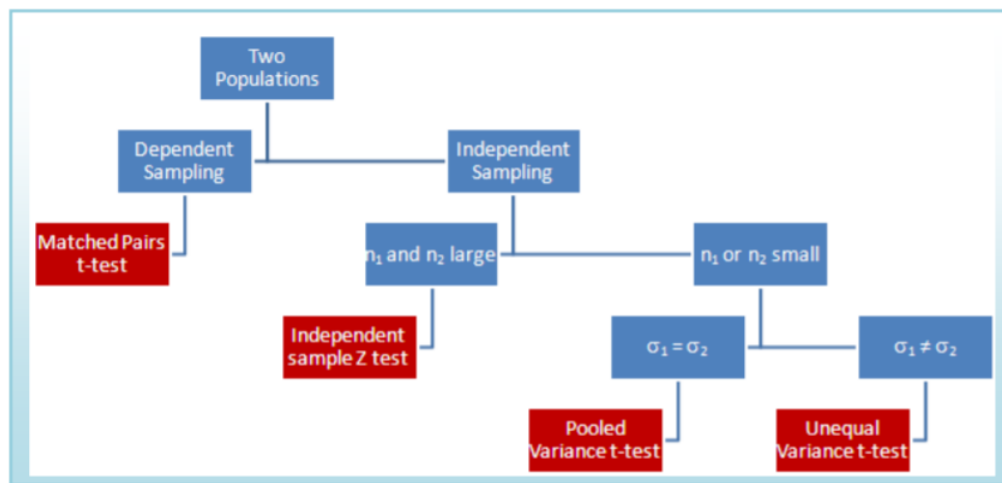 Two
Populations
Dependent
Sampling
Independent
Sampling
Matched Pairs
t-test
n₁ and n₂ large
n₁ or n₂ small
Independent
sample Z test
σ₁ = σ₂
σ₁ ≠ σ₂
Pooled
Variance t-test
Unequal
Variance t-test